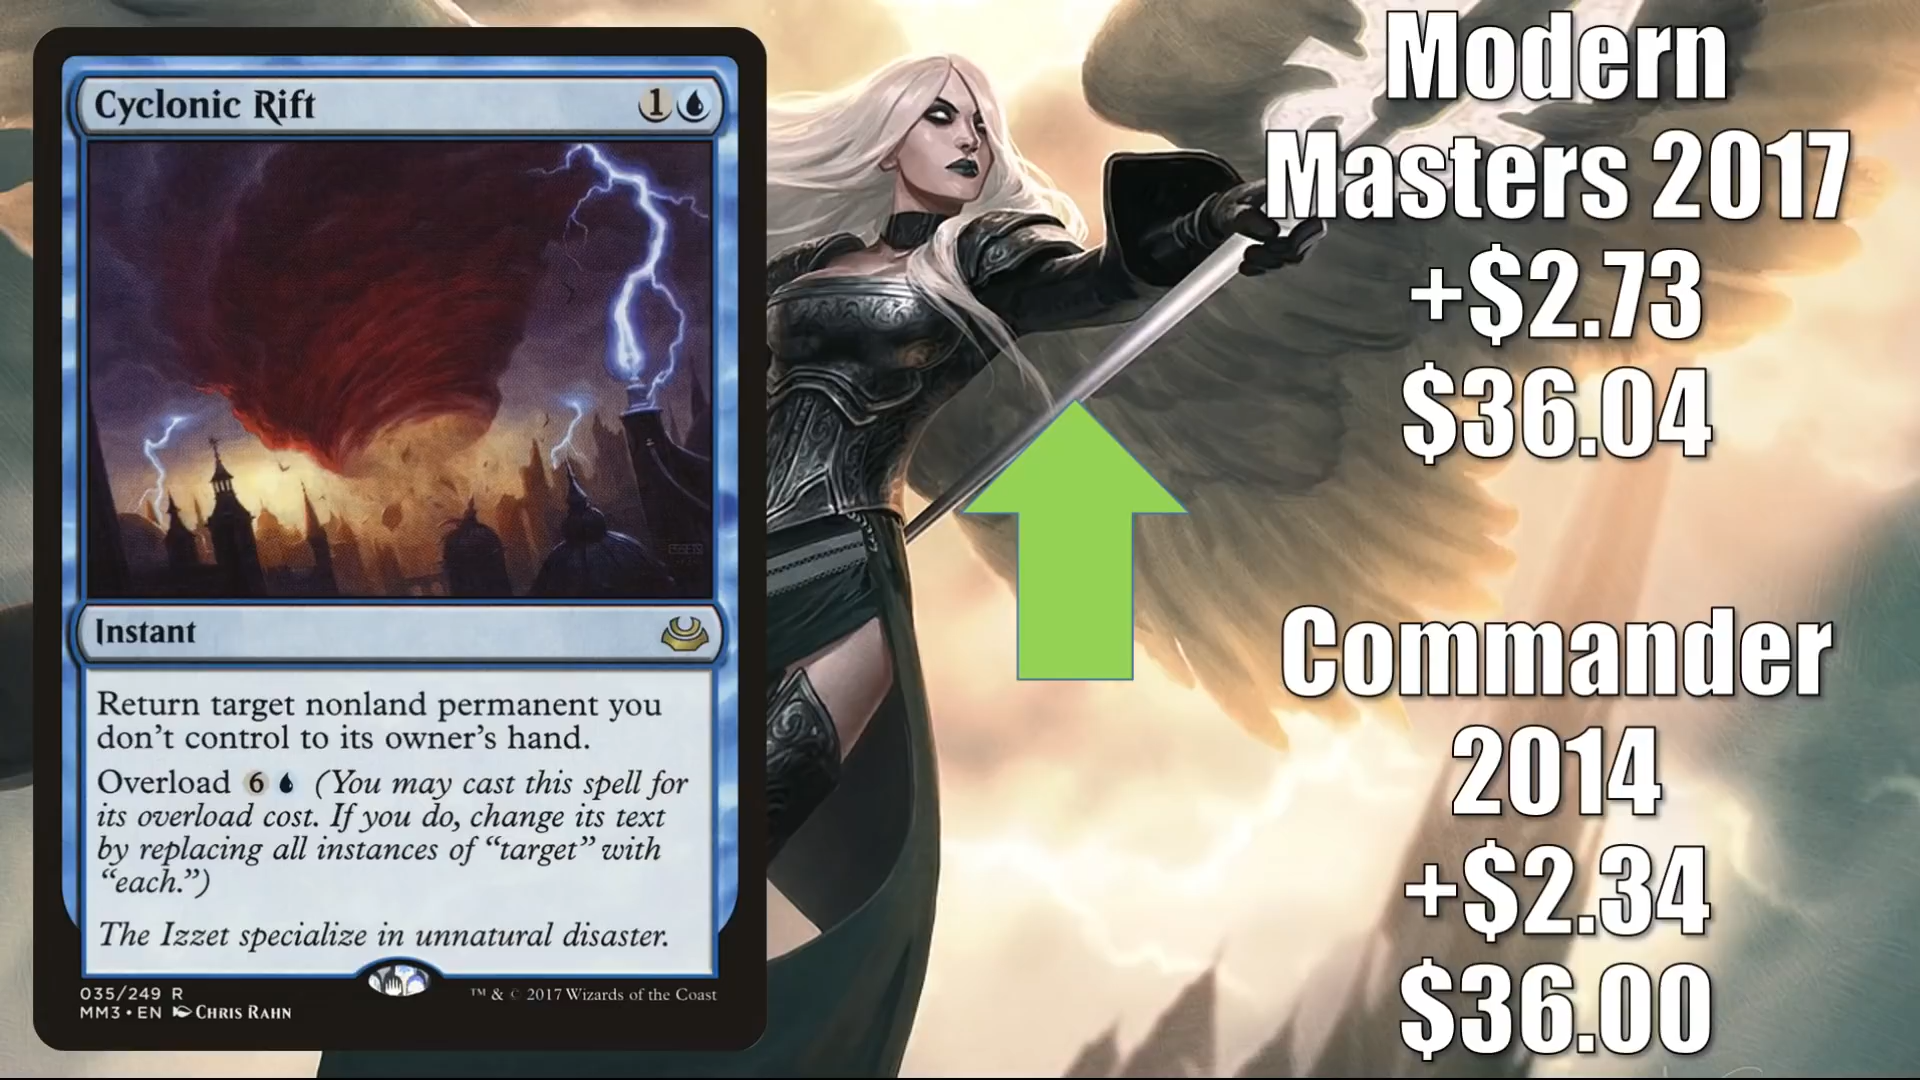 Cyclonic Rift 1
Instant
Return target nonland permanent you
don't control to its owner's hand.
Overload 6 (You may cast this spell for
its overload cost. If you do, change its text
by replacing all instances of “target” with
“each.”)
The Izzet specialize in unnatural disaster.
035/249 R
MM3 • EN Chris Rahn
™ & © 2017 Wizards of the Coast
Modern
Masters 2017
+$2.73
$36.04
Commander
2014
+$2.34
$36.00